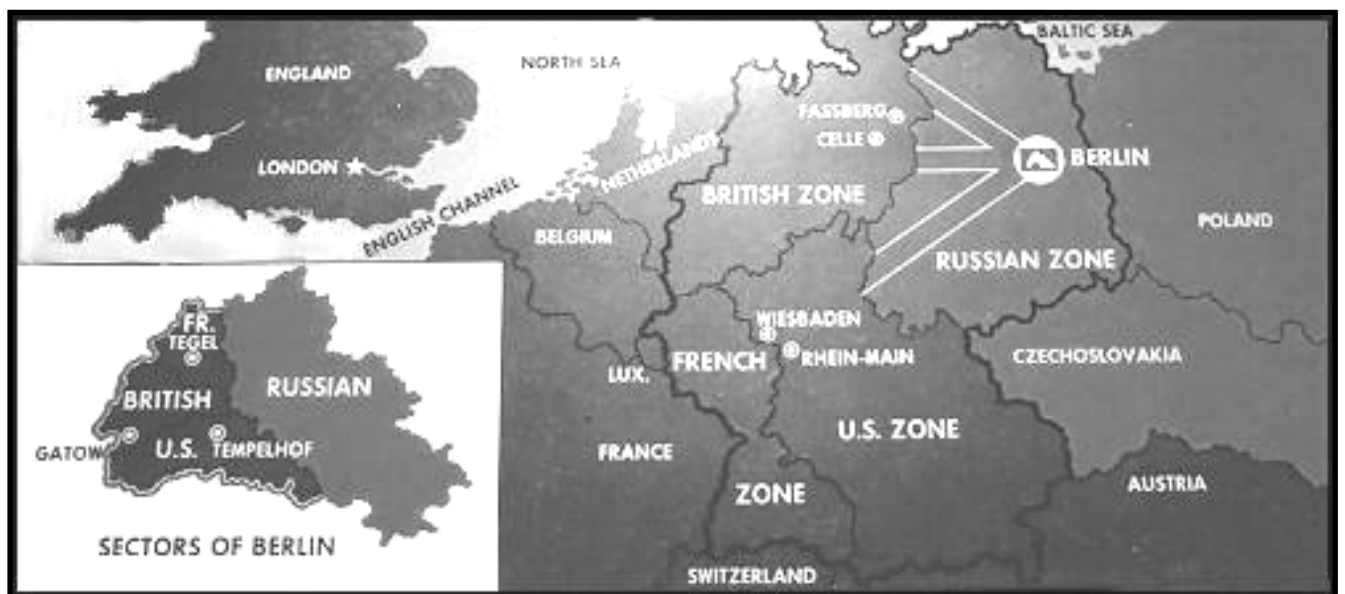 ENGLAND
NORTH SEA
BALTIC SEA
FASSBERG
CELLE
BERLIN
LONDON
NETHERLANDS
BRITISH ZONE
ENGLISH CHANNEL
BELGIUM
POLAND
RUSSIAN ZONE
WIESBADEN
RHEIN-MAIN
FRENCH
LUX.
CZECHOSLOVAKIA
U.S. ZONE
FRANCE
ZONE
AUSTRIA
SWITZERLAND
FR.
TEGEL
RUSSIAN
BRITISH
GATOW
U.S.
TEMPELHOF
SECTORS OF BERLIN